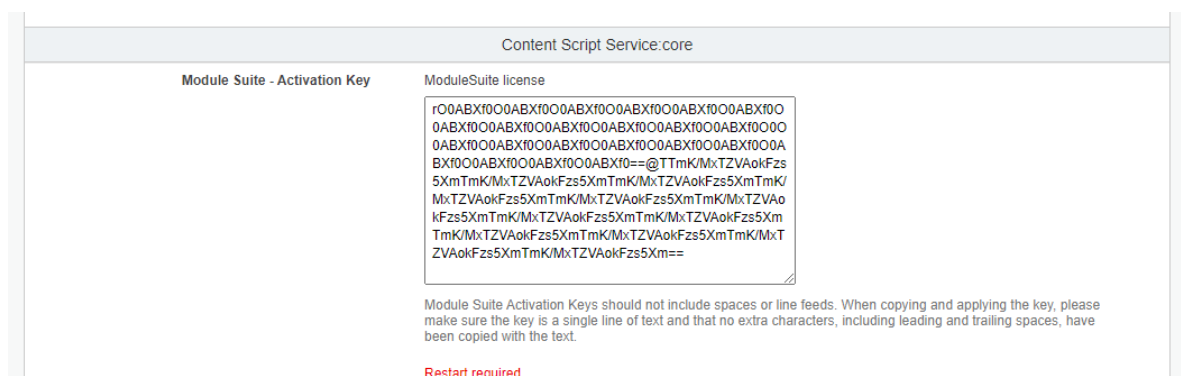 Content Script Service:core
Module Suite - Activation Key
ModuleSuite license
rO0ABXf0O0ABXf0O0ABXf0O0ABXf0O0ABXf0O0ABXf0O
0ABXf0O0ABXf0O0ABXf0O0ABXf0O0ABXf0O0ABXf0O0O
0ABXf0O0ABXf0O0ABXf0O0ABXf0O0ABXf0O0ABXf0O0A
BXf0O0ABXf0O0ABXf0O0ABXf0==@TTmK/MxTZVAokFzs
5XmTmK/MxTZVAokFzs5XmTmK/MxTZVAokFzs5XmTmK/
MxTZVAokFzs5XmTmK/MxTZVAokFzs5XmTmK/MxTZVAo
kFzs5XmTmK/MxTZVAokFzs5XmTmK/MxTZVAokFzs5Xm
TmK/MxTZVAokFzs5XmTmK/MxTZVAokFzs5XmTmK/MxT
ZVAokFzs5XmTmK/MxTZVAokFzs5Xm==
Module Suite Activation Keys should not include spaces or line feeds. When copying and applying the key, please
make sure the key is a single line of text and that no extra characters, including leading and trailing spaces, have
been copied with the text.
Restart required